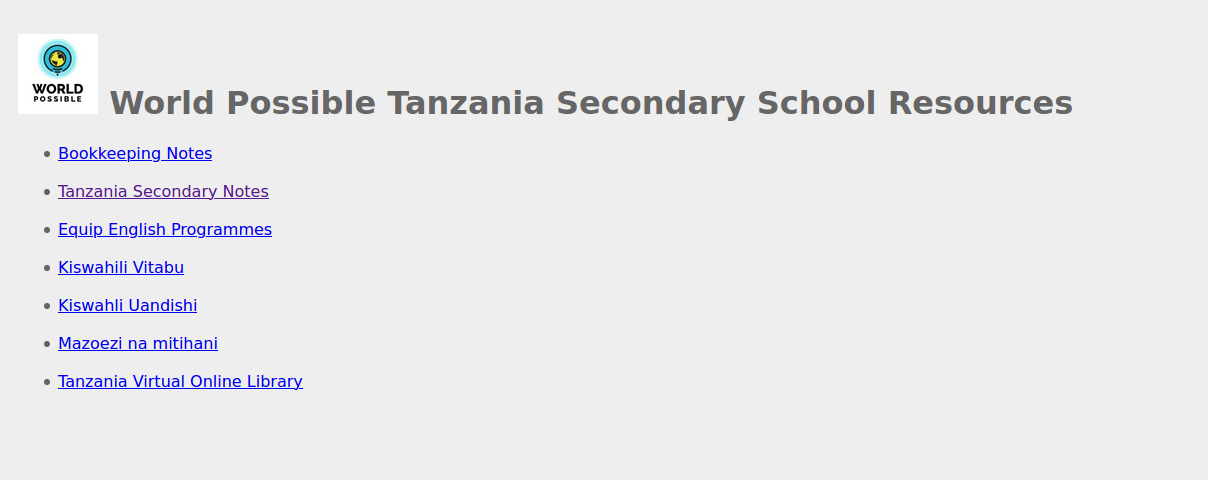 WORLD
POSSIBLE
World Possible Tanzania Secondary School Resources
Bookkeeping Notes
Tanzania Secondary Notes
Equip English Programmes
Kiswahili Vitabu
Kiswahli Uandishi
Mazoezi na mitihani
Tanzania Virtual Online Library